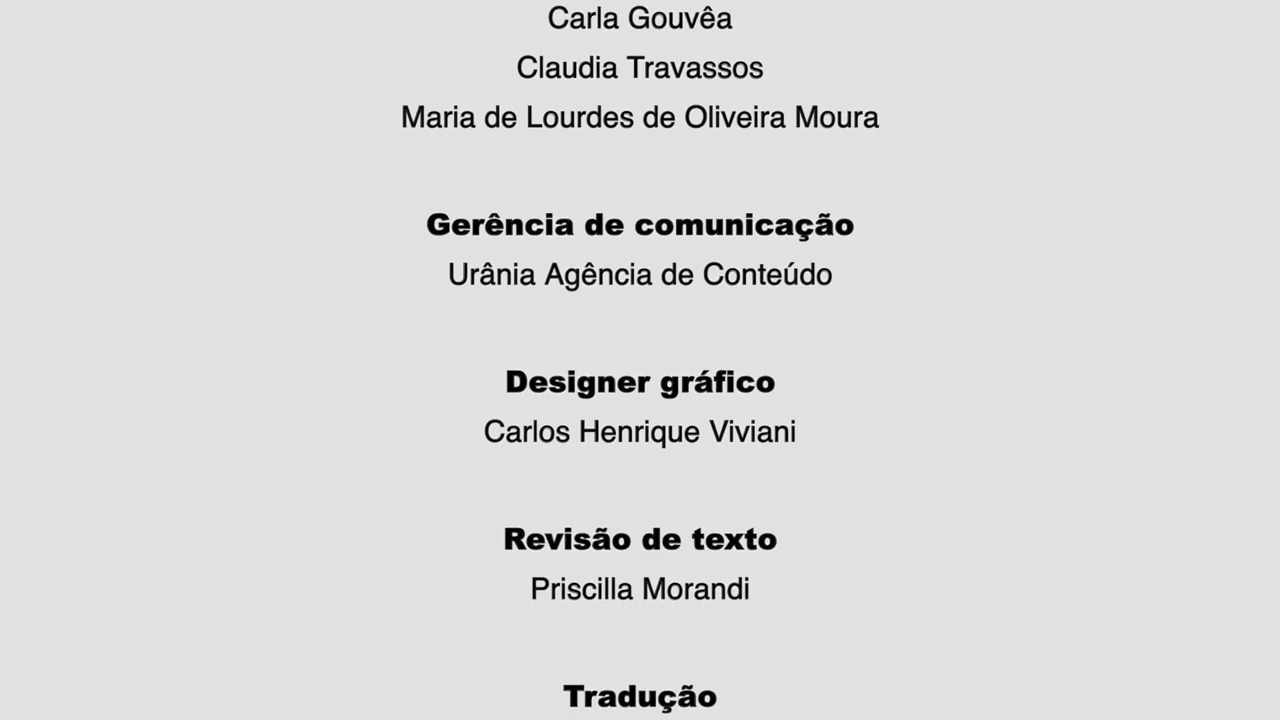 Carla Gouvêa
Claudia Travassos
Maria de Lourdes de Oliveira Moura
Gerência de comunicação
Urânia Agência de Conteúdo
Designer gráfico
Carlos Henrique Viviani
Revisão de texto
Priscilla Morandi
Tradução